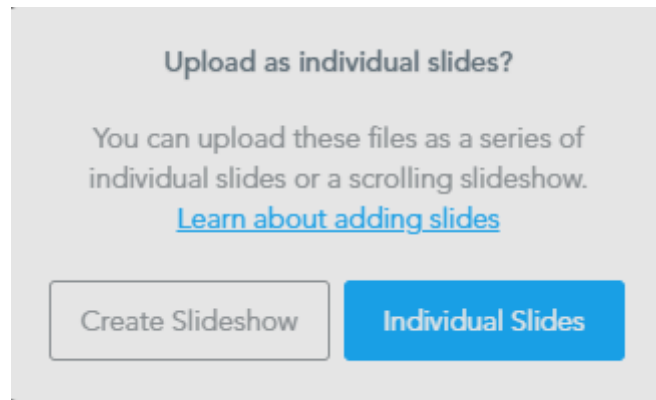 Upload as individual slides?
You can upload these files as a series of
individual slides or a scrolling slideshow.
Learn about adding slides
Create Slideshow
Individual Slides